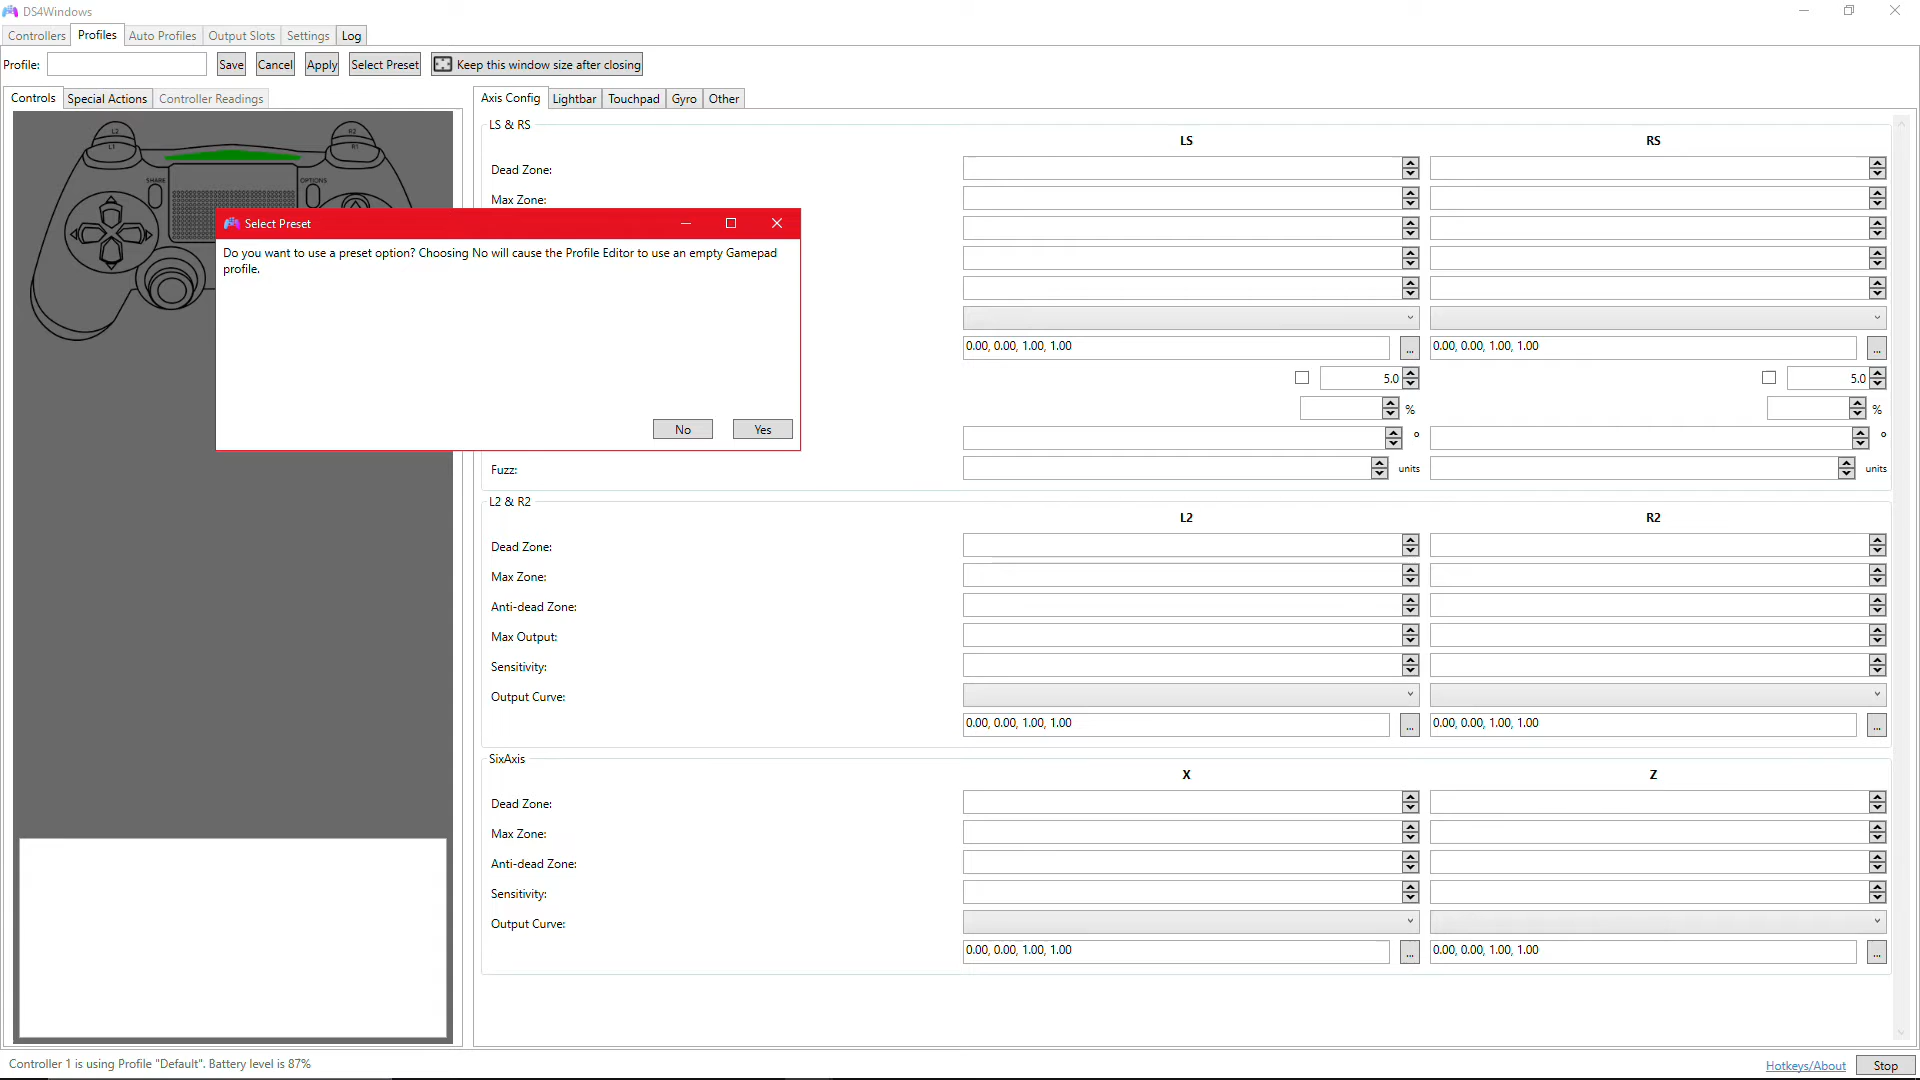 DS4Windows
Controllers Profiles Auto Profiles Output Slots Settings Log
Profile: Save Cancel Apply Select Preset Keep this window size after closing
Controls Special Actions Controller Readings
Axis Config Lightbar Touchpad Gyro Other
L2 R2
L1 R1
SHARE OPTIONS
LS & RS
LS RS
Dead Zone:
Max Zone:
Select Preset
Do you want to use a preset option? Choosing No will cause the Profile Editor to use an empty Gamepad
profile.
No Yes
0.00, 0.00, 1.00, 1.00 ... 0.00, 0.00, 1.00, 1.00 ...
5.0 5.0
% %
° °
Fuzz: units units
L2 & R2
L2 R2
Dead Zone:
Max Zone:
Anti-dead Zone:
Max Output:
Sensitivity:
Output Curve:
0.00, 0.00, 1.00, 1.00 ... 0.00, 0.00, 1.00, 1.00 ...
SixAxis
X Z
Dead Zone:
Max Zone:
Anti-dead Zone:
Sensitivity:
Output Curve:
0.00, 0.00, 1.00, 1.00 ... 0.00, 0.00, 1.00, 1.00 ...
Controller 1 is using Profile "Default". Battery level is 87%
Hotkeys/About Stop